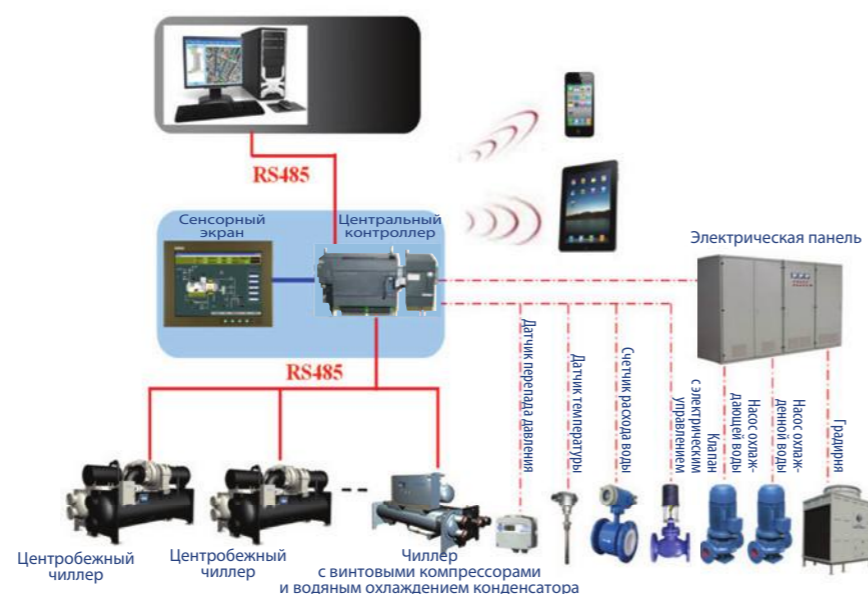 RS485
Сенсорный
экран
Центральный
контроллер
Электрическая панель
RS485
Датчик перепада давления
Датчик температуры
Счетчик расхода воды
Клапан
с электрическим
управлением
Насос охлаж-
дающей воды
Насос охлаж-
денной воды
Градирня
Центробежный
чиллер
Центробежный
чиллер
Чиллер
с винтовыми компрессорами
и водяным охлаждением конденсатора